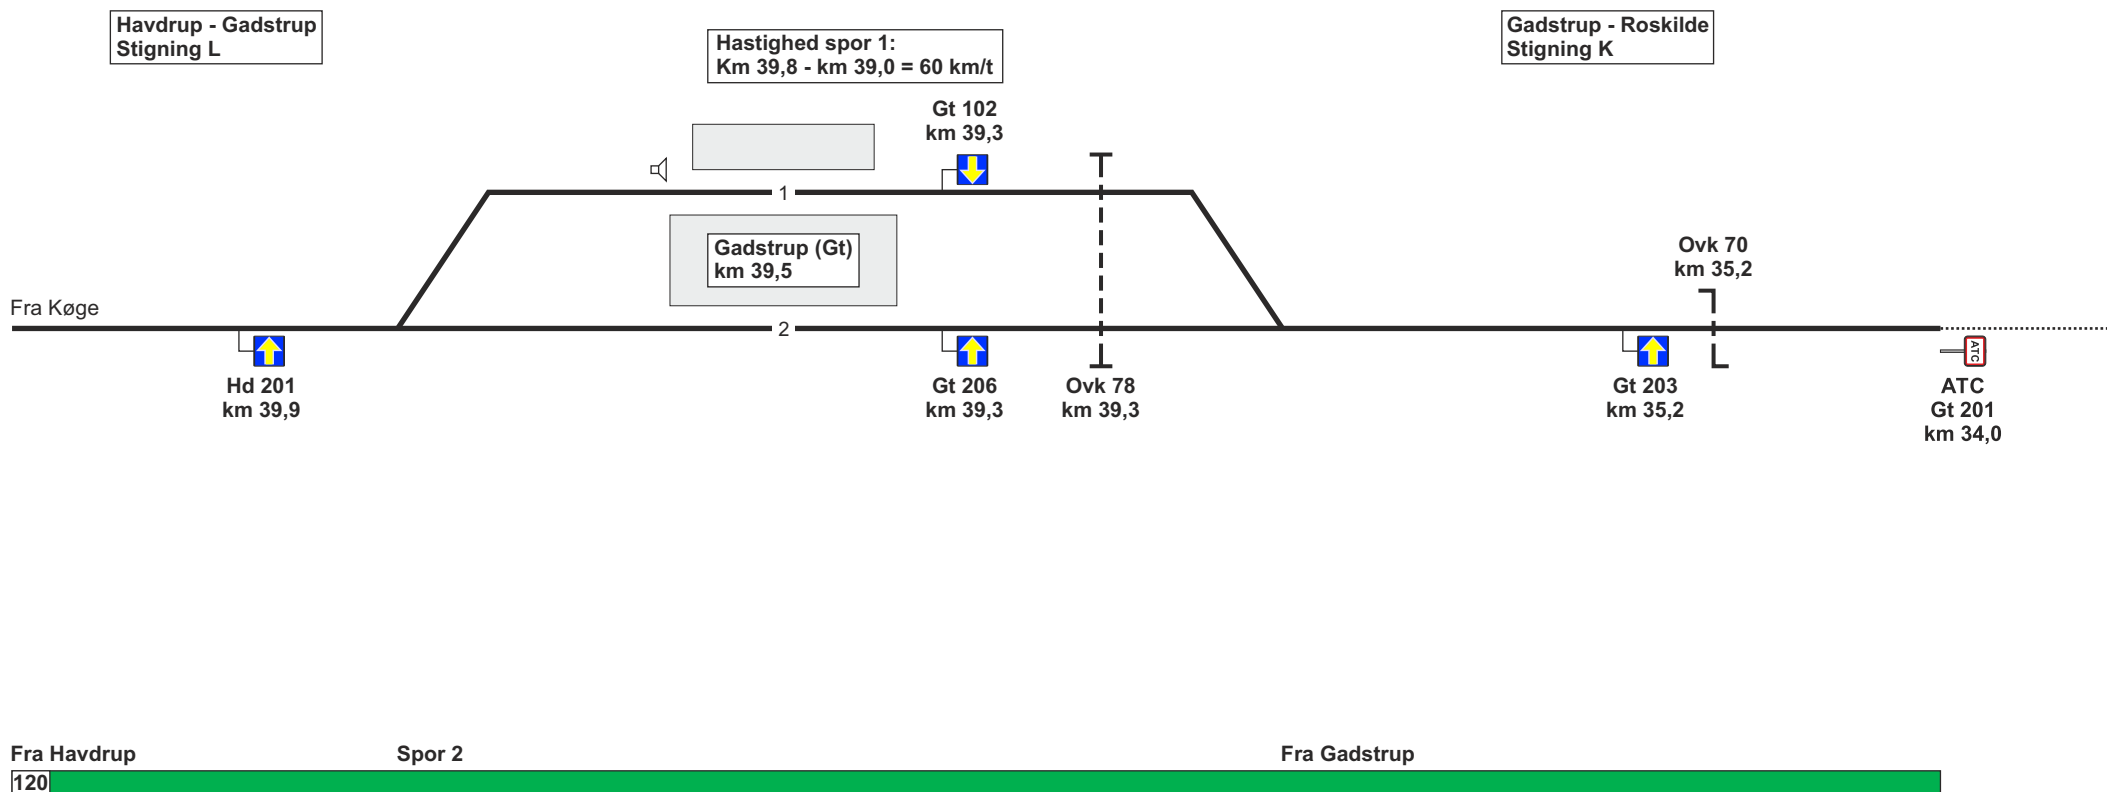 Havdrup - Gadstrup
Stigning L
Hastighed spor 1:
Km 39,8 - km 39,0 = 60 km/t
Gadstrup - Roskilde
Stigning K
Gt 102
km 39,3
1
Gadstrup (Gt)
km 39,5
Ovk 70
km 35,2
Fra Køge
2
ATC
Hd 201
km 39,9
Gt 206
km 39,3
Ovk 78
km 39,3
Gt 203
km 35,2
ATC
Gt 201
km 34,0
Fra Havdrup
Spor 2
Fra Gadstrup
120